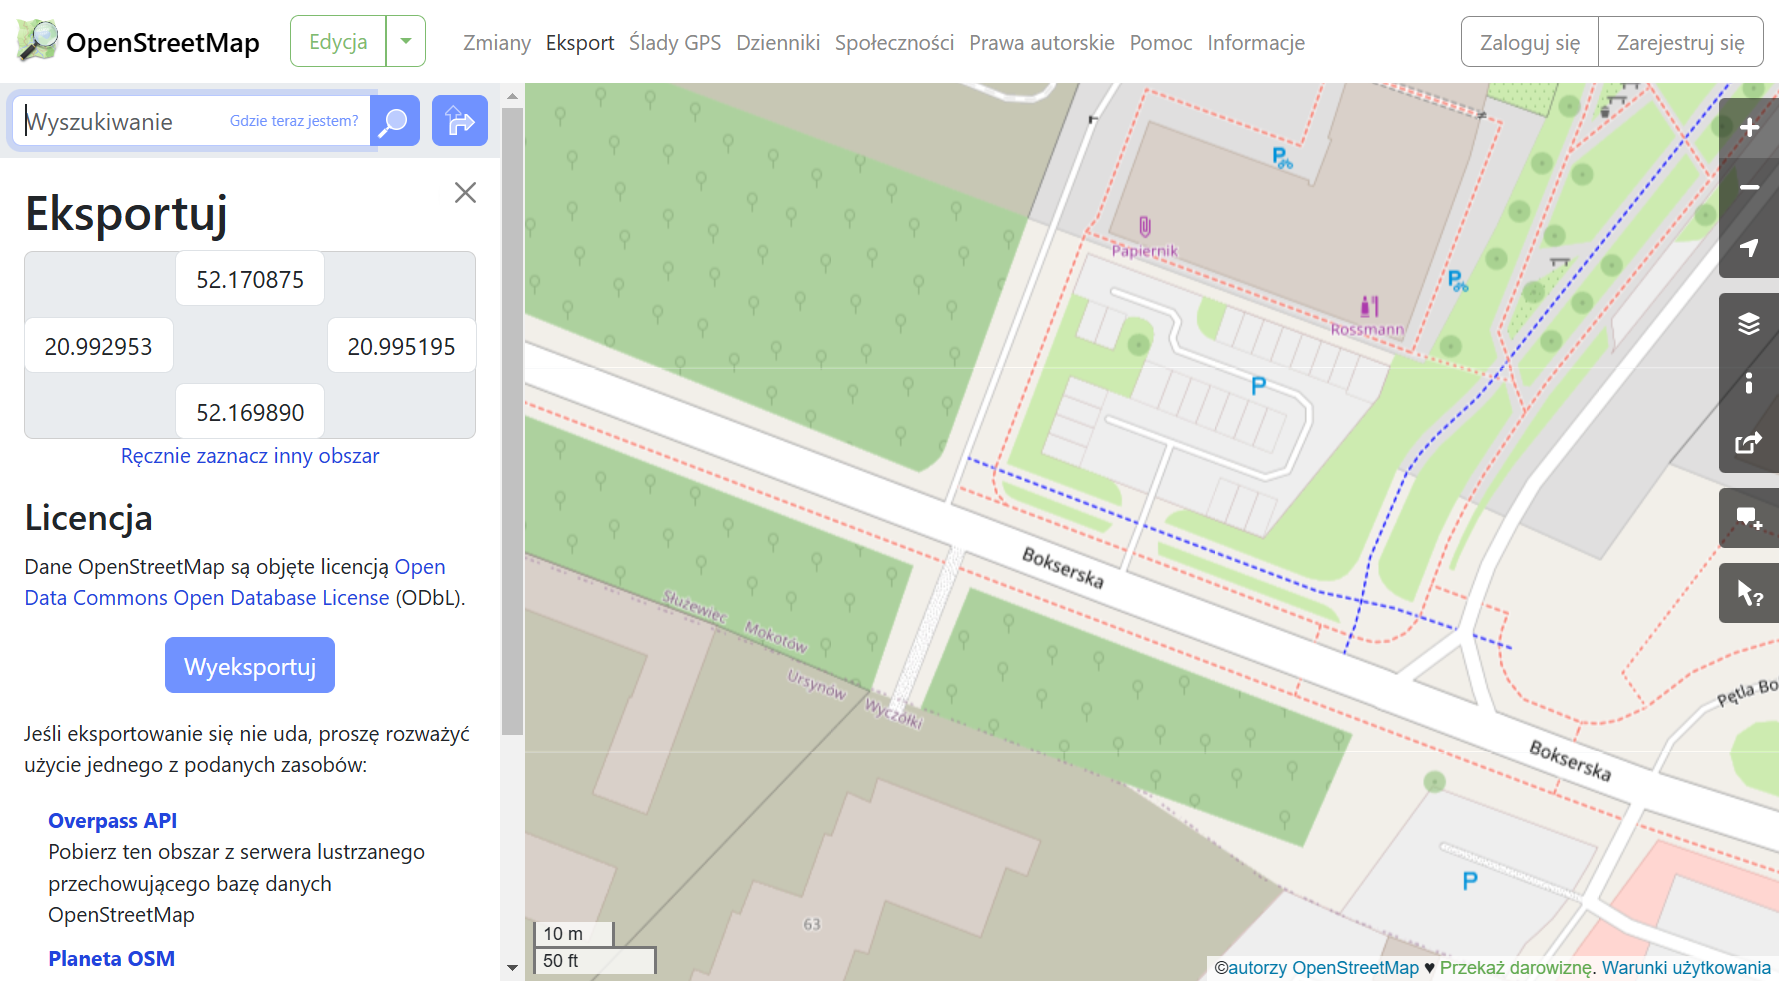 OpenStreetMap
Edycja
Zmiany Eksport Ślady GPS Dzienniki Społeczności Prawa autorskie Pomoc Informacje
Zaloguj się Zarejestruj się
Wyszukiwanie Gdzie teraz jestem?
Eksportuj
52.170875
20.992953 20.995195
52.169890
Ręcznie zaznacz inny obszar
Licencja
Dane OpenStreetMap są objęte licencją Open
Data Commons Open Database License (ODbL).
Wyeksportuj
Jeśli eksportowanie się nie uda, proszę rozważyć
użycie jednego z podanych zasobów:
Overpass API
Pobierz ten obszar z serwera lustrzanego
przechowującego bazę danych
OpenStreetMap
Planeta OSM
P
Papiernik
P
Rossmann
P
Bokserska
Służewiec Mokotów
Ursynów Wyczółki
Pętla Bo
Bokserska
P
63
10 m
50 ft
©autorzy OpenStreetMap ♥ Przekaż darowiznę. Warunki użytkowania